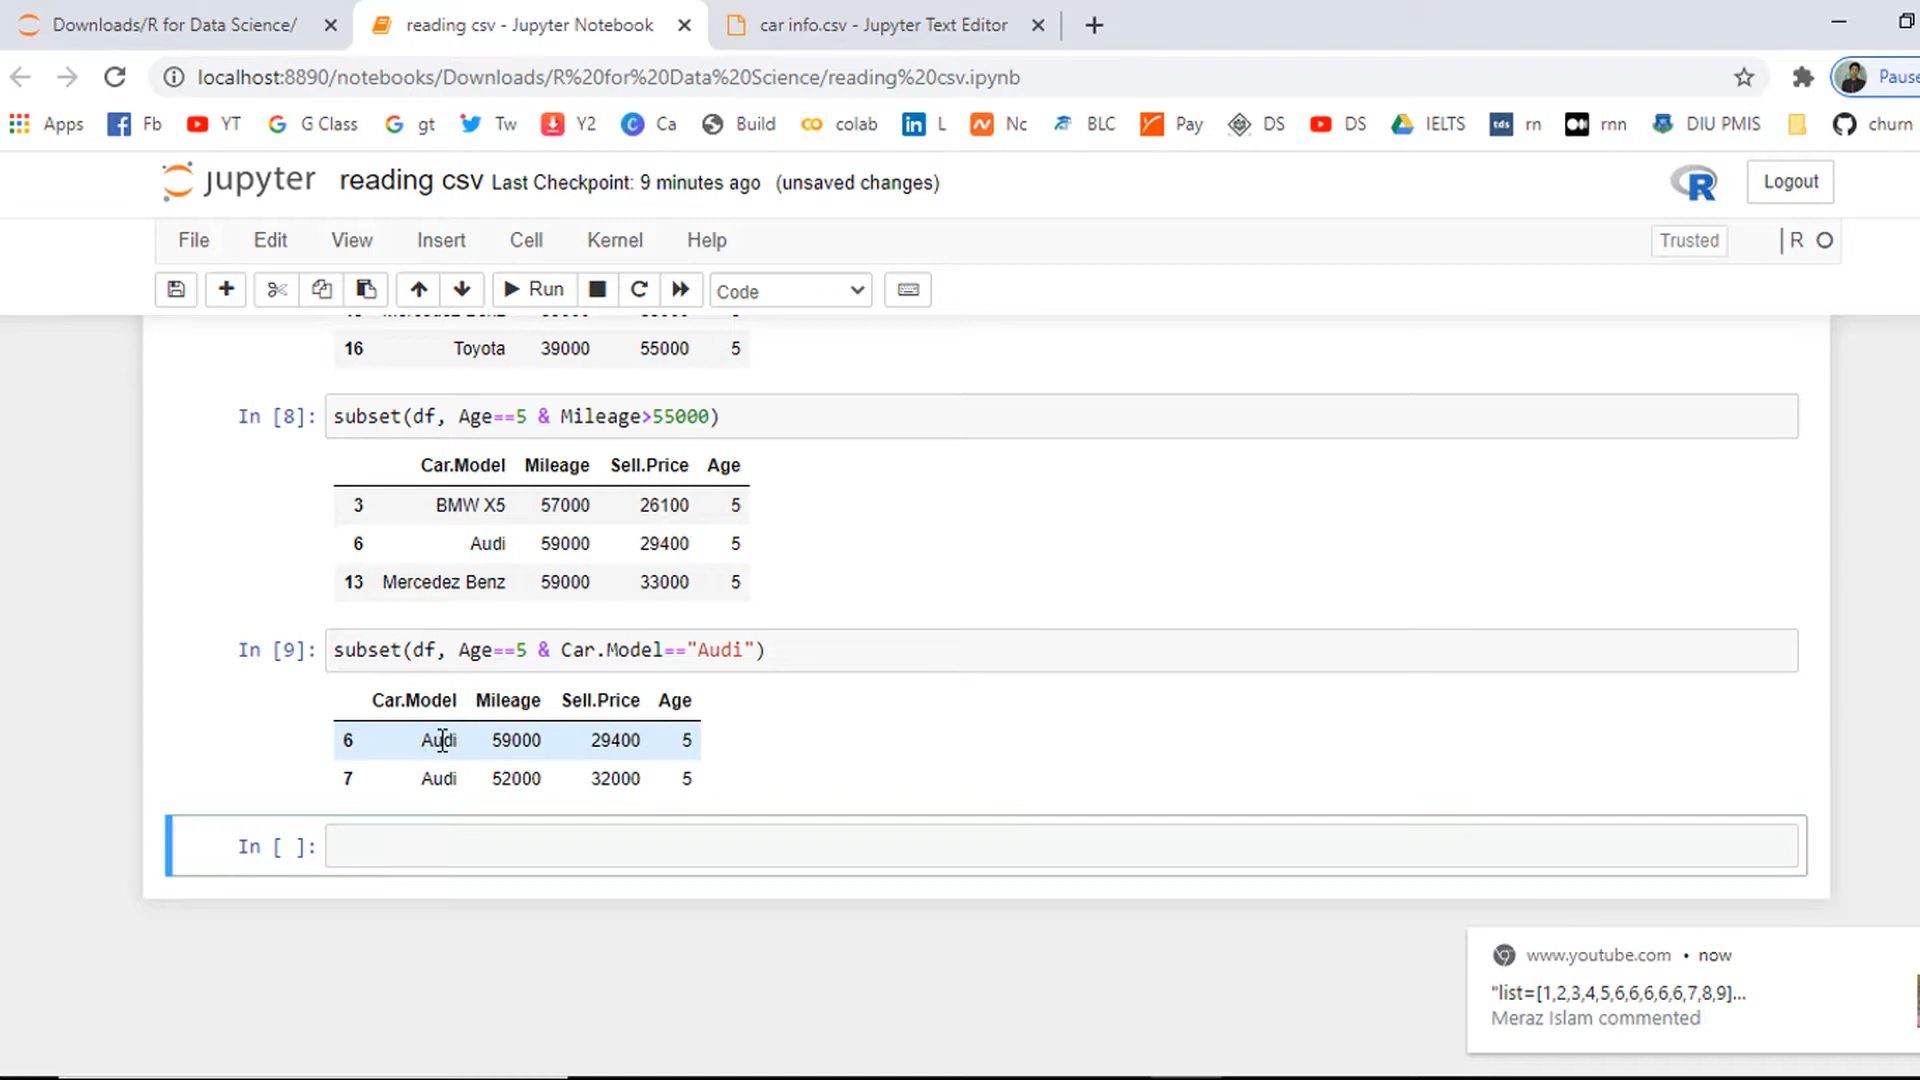 Downloads/R for Data Science/
reading csv - Jupyter Notebook
car info.csv - Jupyter Text Editor
localhost:8890/notebooks/Downloads/R%20for%20Data%20Science/reading%20csv.ipynb
Pause
Apps Fb YT G Class gt Tw Y2 Ca Build colab L Nc BLC Pay DS DS IELTS tds rn rnn DIU PMIS churn
jupyter reading csv Last Checkpoint: 9 minutes ago (unsaved changes)
R
Logout
File Edit View Insert Cell Kernel Help
Trusted
R
Run
Code
16 Toyota 39000 55000 5
In [8]: subset(df, Age==5 & Mileage>55000)
Car.Model Mileage Sell.Price Age
3 BMW X5 57000 26100 5
6 Audi 59000 29400 5
13 Mercedez Benz 59000 33000 5
In [9]: subset(df, Age==5 & Car.Model=="Audi")
Car.Model Mileage Sell.Price Age
6 Audi 59000 29400 5
7 Audi 52000 32000 5
In [ ]:
www.youtube.com • now
"list=[1,2,3,4,5,6,6,6,6,6,7,8,9]...
Meraz Islam commented